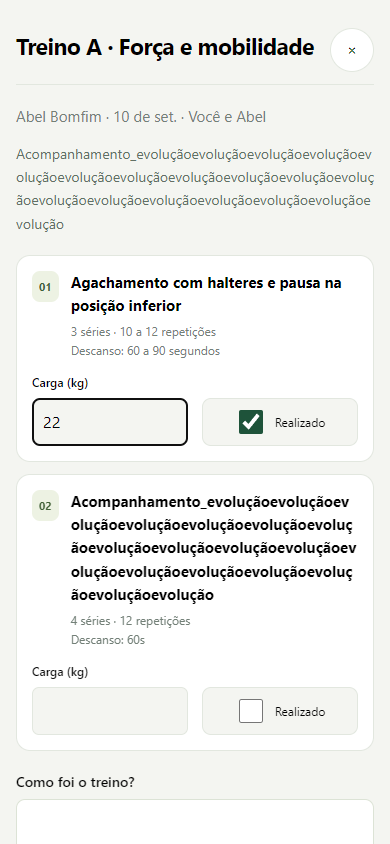 Treino A · Força e mobilidade
×
Abel Bomfim · 10 de set. · Você e Abel
Acompanhamento_evoluçãoevoluçãoevoluçãoevoluçãoev
oluçãoevoluçãoevoluçãoevoluçãoevoluçãoevoluçãoevoluç
ãoevoluçãoevoluçãoevoluçãoevoluçãoevoluçãoevoluçãoe
volução
01
Agachamento com halteres e pausa na
posição inferior
3 séries · 10 a 12 repetições
Descanso: 60 a 90 segundos
Carga (kg)
22
Realizado
02
Acompanhamento_evoluçãoevoluçãoev
oluçãoevoluçãoevoluçãoevoluçãoevoluç
ãoevoluçãoevoluçãoevoluçãoevoluçãoev
oluçãoevoluçãoevoluçãoevoluçãoevoluç
ãoevoluçãoevolução
4 séries · 12 repetições
Descanso: 60s
Carga (kg)
Realizado
Como foi o treino?